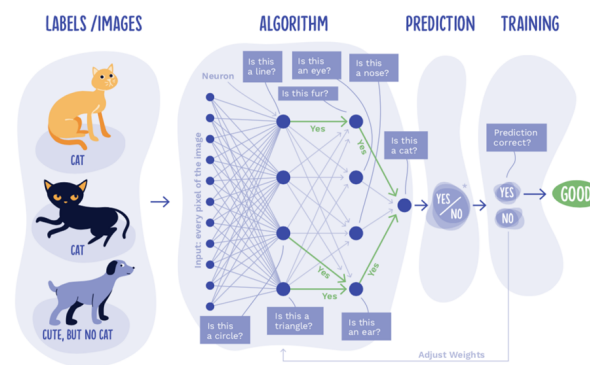 LABELS /IMAGES
ALGORITHM
PREDICTION
TRAINING
CAT
CAT
CUTE, BUT NO CAT
Input: every pixel of the image
Neuron
Is this
a line?
Is this
an eye?
Is this fur?
Is this
a nose?
Yes
Yes
Yes
Yes
Yes
Is this
a circle?
Is this a
triangle?
Is this
an ear?
Is this
a cat?
YES
NO
Prediction
correct?
YES
NO
GOOD
Adjust Weights